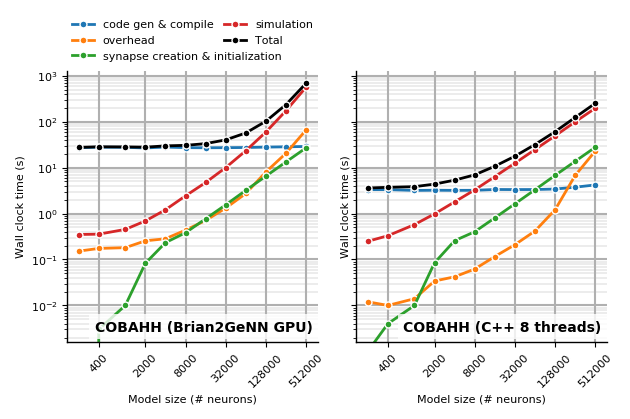 code gen & compile
overhead
synapse creation & initialization
simulation
Total
Wall clock time (s)
10³
10²
10¹
10⁰
10⁻¹
10⁻²
COBAHH (Brian2GeNN GPU)
400
2000
8000
32000
128000
512000
Model size (# neurons)
Wall clock time (s)
10³
10²
10¹
10⁰
10⁻¹
10⁻²
COBAHH (C++ 8 threads)
400
2000
8000
32000
128000
512000
Model size (# neurons)